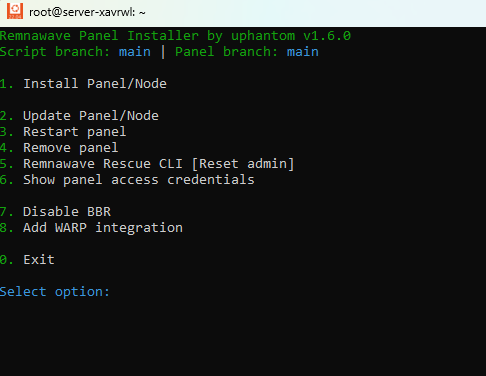 root@server-xavrwl: ~
Remnawave Panel Installer by uphantom v1.6.0
Script branch: main | Panel branch: main
1. Install Panel/Node
2. Update Panel/Node
3. Restart panel
4. Remove panel
5. Remnawave Rescue CLI [Reset admin]
6. Show panel access credentials
7. Disable BBR
8. Add WARP integration
0. Exit
Select option: